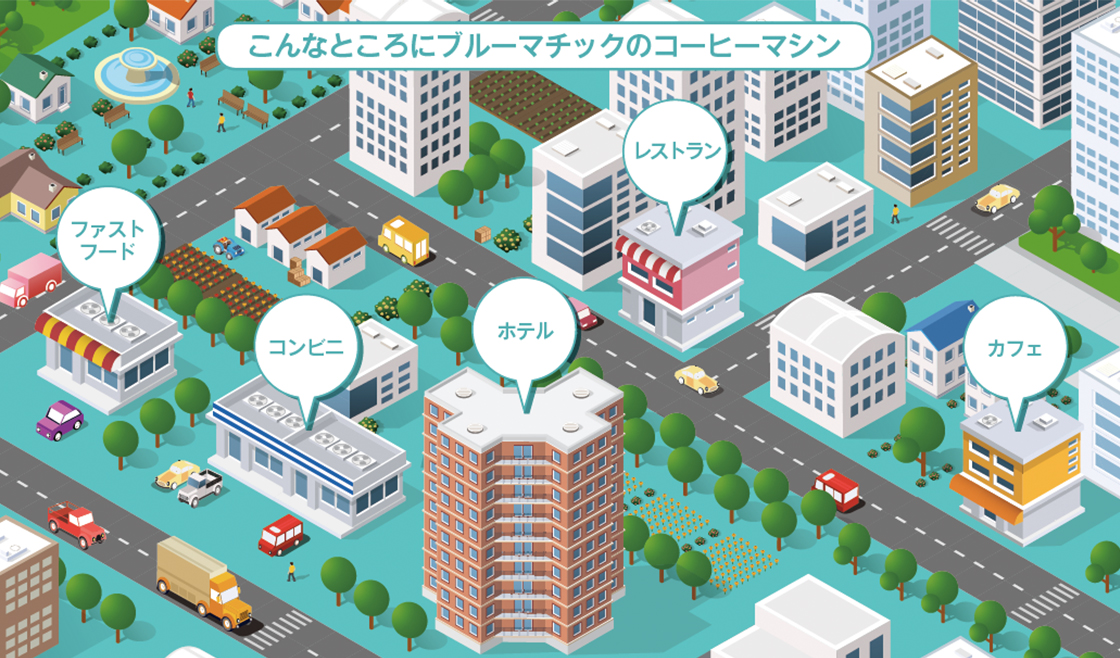 こんなところにブルーマチックのコーヒーマシン
レストラン
ファスト
フード
コンビニ
ホテル
カフェ